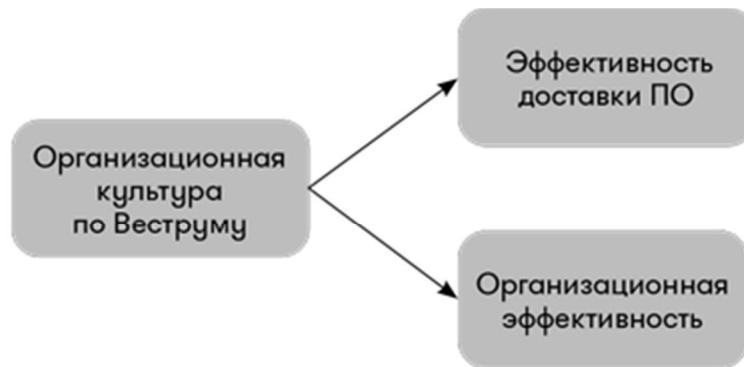 Организационная
культура
по Веструму
Эффективность
доставки ПО
Организационная
эффективность